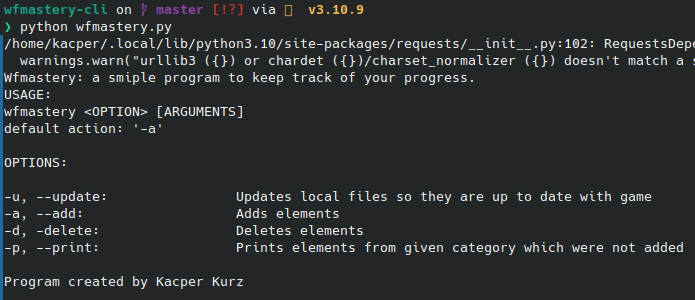 wfmastery-cli on master [!?] via v3.10.9
❯ python wfmastery.py
/home/kacper/.local/lib/python3.10/site-packages/requests/__init__.py:102: RequestsDepe
warnings.warn("urllib3 ({}) or chardet ({})/charset_normalizer ({}) doesn't match a s
Wfmastery: a smiple program to keep track of your progress.
USAGE:
wfmastery <OPTION> [ARGUMENTS]
default action: '-a'
OPTIONS:
-u, --update: Updates local files so they are up to date with game
-a, --add: Adds elements
-d, -delete: Deletes elements
-p, --print: Prints elements from given category which were not added
Program created by Kacper Kurz